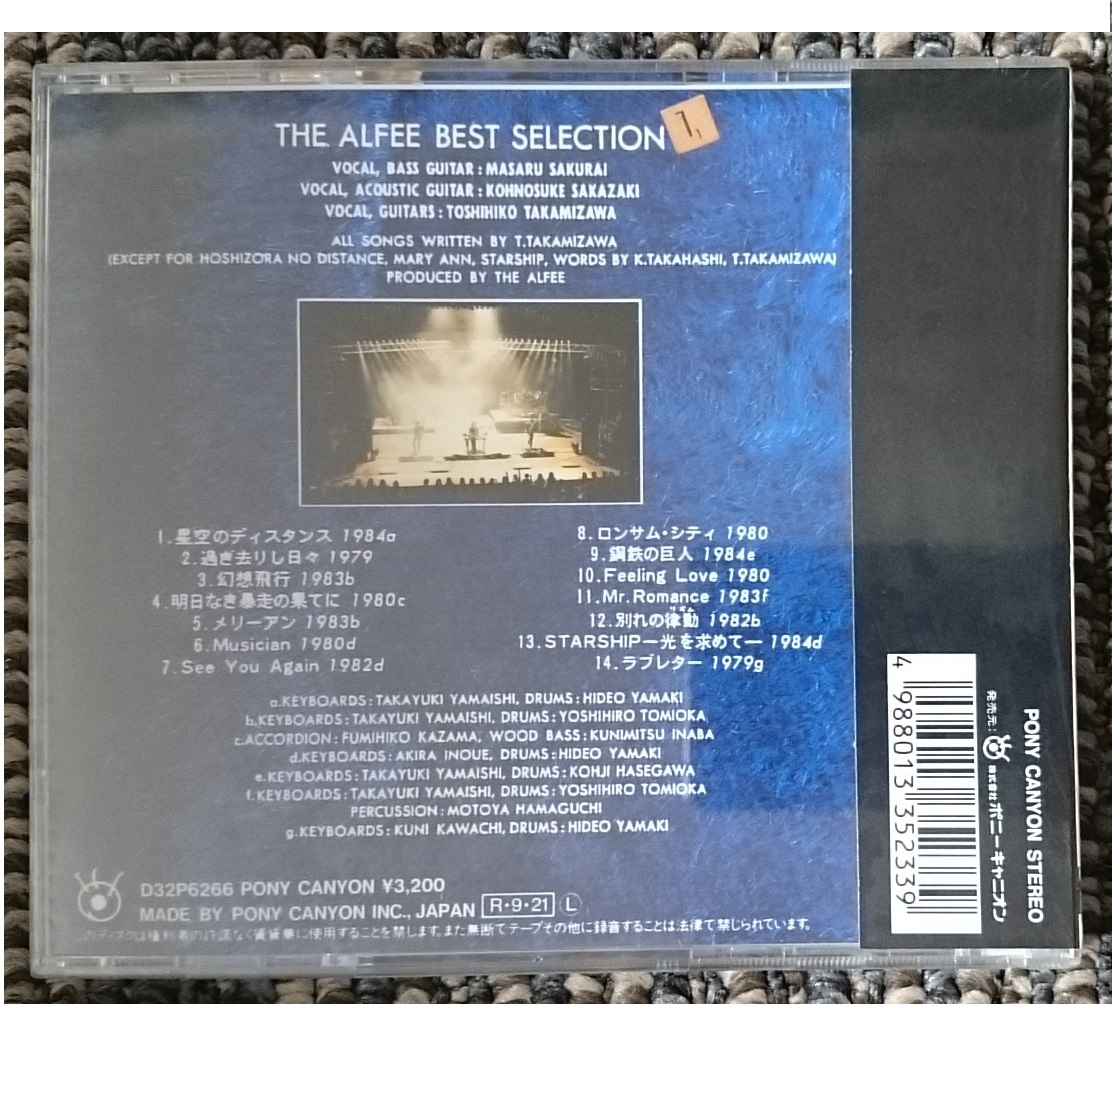 THE ALFEE BEST SELECTION
7,
VOCAL, BASS GUITAR : MASARU SAKURAI
VOCAL, ACOUSTIC GUITAR : KOHNOSUKE SAKAZAKI
VOCAL, GUITARS : TOSHIHIKO TAKAMIZAWA
ALL SONGS WRITTEN BY T.TAKAMIZAWA
(EXCEPT FOR HOSHIZORA NO DISTANCE, MARY ANN, STARSHIP, WORDS BY K.TAKAHASHI, T.TAKAMIZAWA)
PRODUCED BY THE ALFEE
1.星空のディスタンス 1984a
2.過ぎ去りし日々 1979
3.幻想飛行 1983b
4.明日なき暴走の果てに 1980c
5.メリーアン 1983b
6.Musician 1980d
7.See You Again 1982d
8.ロンサム・シティ 1980
9.鋼鉄の巨人 1984e
10.Feeling Love 1980
11.Mr.Romance 1983f
12.別れの律動 1982b
13.STARSHIP—光を求めて— 1984d
14.ラブレター 1979g
a.KEYBOARDS : TAKAYUKI YAMAISHI, DRUMS : HIDEO YAMAKI
b.KEYBOARDS : TAKAYUKI YAMAISHI, DRUMS : YOSHIHIRO TOMIOKA
c.ACCORDION : FUMIHIKO KAZAMA, WOOD BASS : KUNIMITSU INABA
d.KEYBOARDS : AKIRA INOUE, DRUMS : HIDEO YAMAKI
e.KEYBOARDS : TAKAYUKI YAMAISHI, DRUMS : KOHJI HASEGAWA
f.KEYBOARDS : TAKAYUKI YAMAISHI, DRUMS : YOSHIHIRO TOMIOKA
PERCUSSION : MOTOYA HAMAGUCHI
g.KEYBOARDS : KUNI KAWACHI, DRUMS : HIDEO YAMAKI
D32P6266 PONY CANYON ¥3,200
MADE BY PONY CANYON INC., JAPAN R・9・21 L
このディスクは権利者の許諾なく賃貸業に使用することを禁じます。また無断でテープその他に録音することは法律で禁じられています。
PONY CANYON STEREO
発売元: 株式会社ポニーキャニオン
4 988013 352339